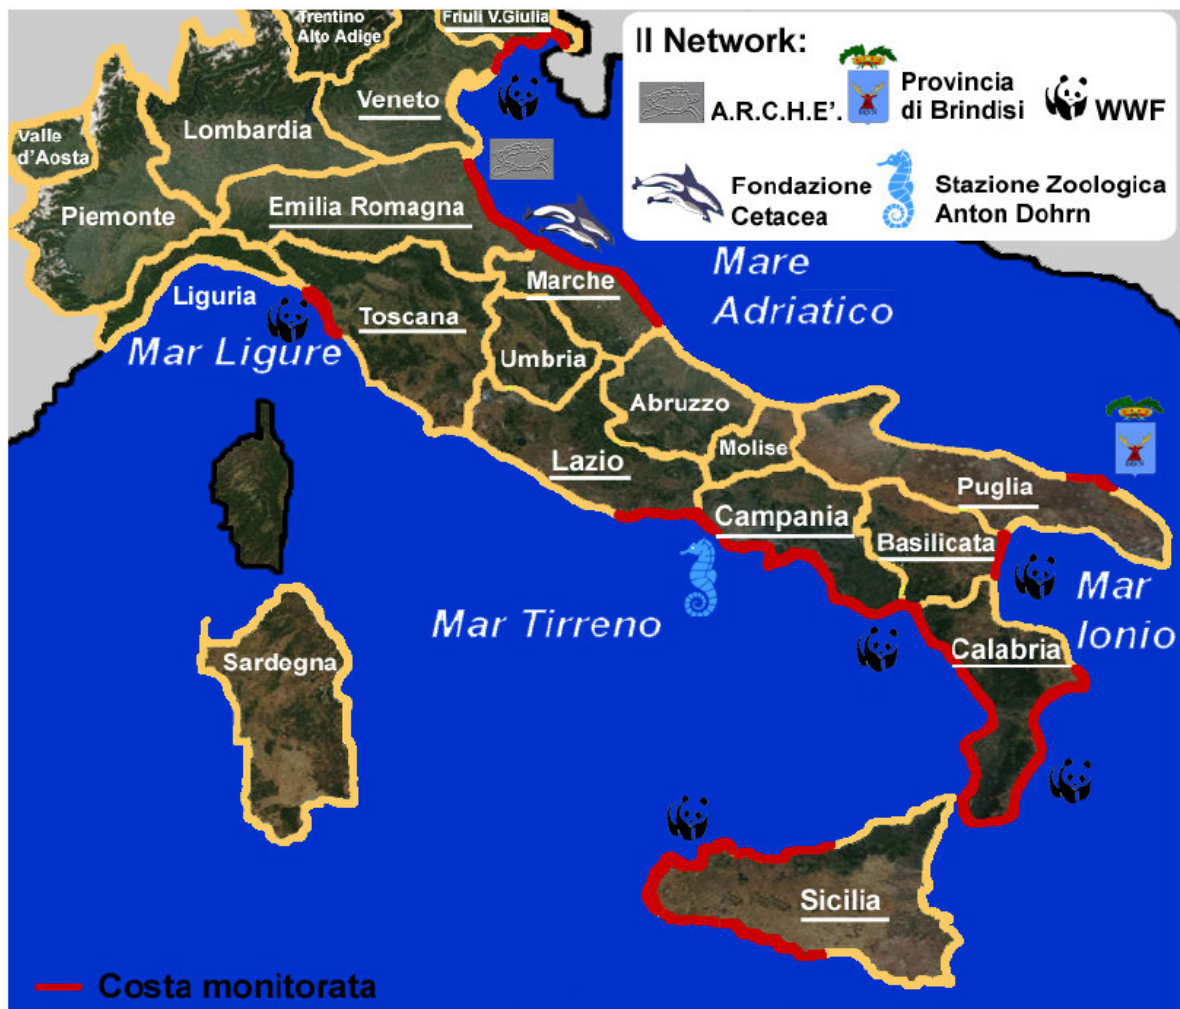 Il Network:
A.R.C.H.E'.
Provincia
di Brindisi
WWF
Fondazione
Cetacea
Stazione Zoologica
Anton Dohrn
Trentino
Alto Adige
Friuli V.Giulia
Veneto
Lombardia
Valle
d'Aosta
Piemonte
Emilia Romagna
Liguria
Toscana
Marche
Mare
Adriatico
Mar Ligure
Umbria
Abruzzo
Molise
Lazio
Campania
Puglia
Basilicata
Mar
Ionio
Mar Tirreno
Calabria
Sardegna
Sicilia
Costa monitorata